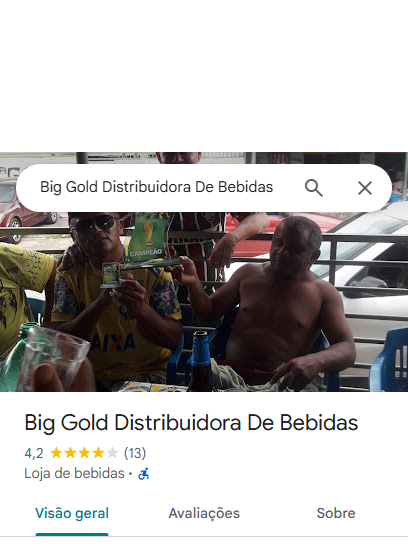 Big Gold Distribuidora De Bebidas
CAMPEÃO
CAIXA
Big Gold Distribuidora De Bebidas
4,2 (13)
Loja de bebidas •
Visão geral Avaliações Sobre